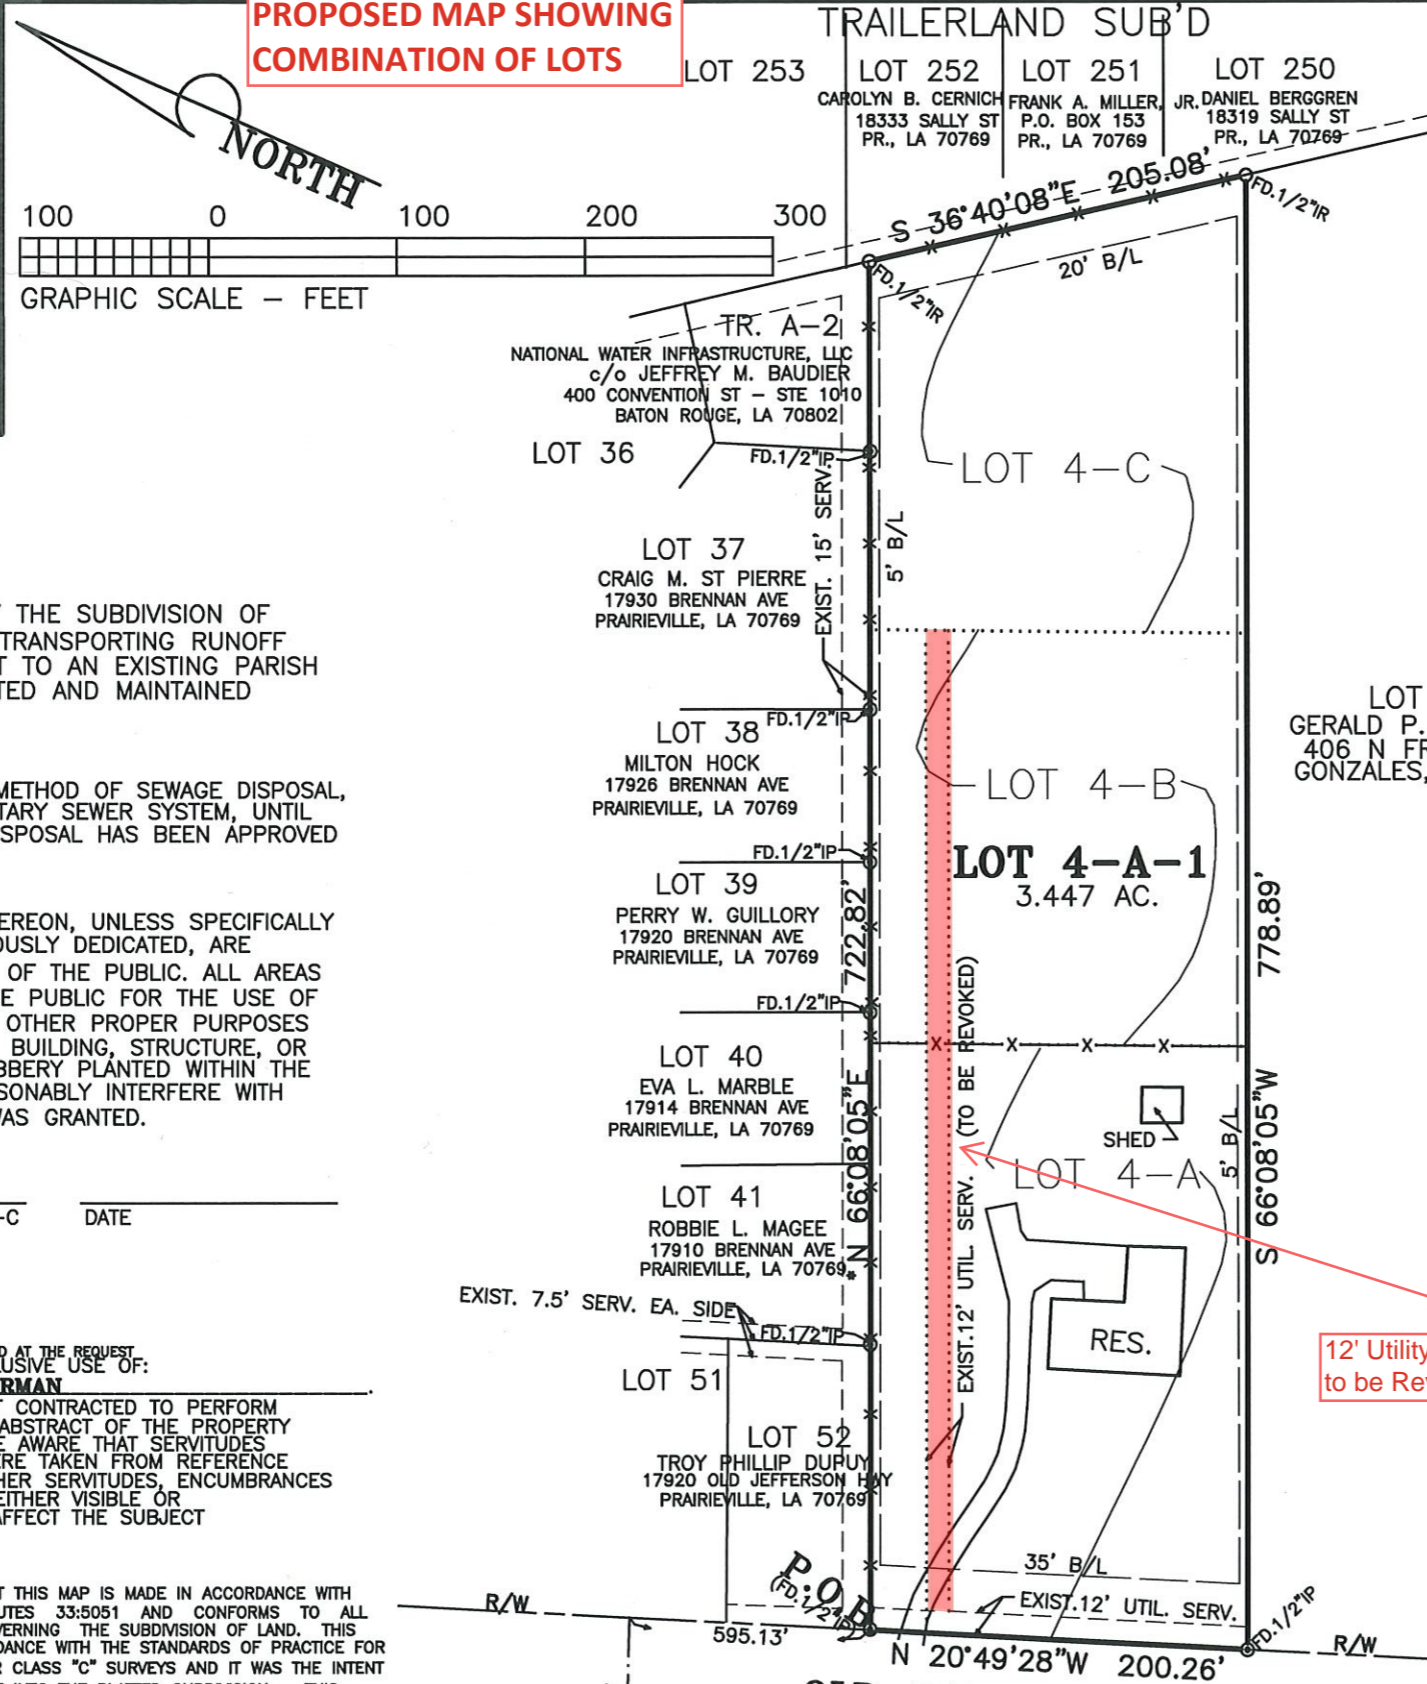 PROPOSED MAP SHOWING
COMBINATION OF LOTS
TRAILERLAND SUB'D
LOT 253
LOT 252
CAROLYN B. CERNICH
18333 SALLY ST
PR., LA 70769
LOT 251
FRANK A. MILLER, JR.
P.O. BOX 153
PR., LA 70769
LOT 250
DANIEL BERGGREN
18319 SALLY ST
PR., LA 70769
NORTH
100 0 100 200 300
GRAPHIC SCALE – FEET
S 36°40'08"E 205.08'
FD.1/2"IR
FD.1/2"IR
20' B/L
TR. A-2
NATIONAL WATER INFRASTRUCTURE, LLC
c/o JEFFREY M. BAUDIER
400 CONVENTION ST – STE 1010
BATON ROUGE, LA 70802
LOT 36
FD.1/2"IP
LOT 4-C
EXIST. 15' SERV.
5' B/L
LOT 37
CRAIG M. ST PIERRE
17930 BRENNAN AVE
PRAIRIEVILLE, LA 70769
THE SUBDIVISION OF
TRANSPORTING RUNOFF
T TO AN EXISTING PARISH
TED AND MAINTAINED
LOT
GERALD P.
406 N FR
GONZALES,
FD.1/2"IP
LOT 38
MILTON HOCK
17926 BRENNAN AVE
PRAIRIEVILLE, LA 70769
LOT 4-B
METHOD OF SEWAGE DISPOSAL,
TARY SEWER SYSTEM, UNTIL
SPOSAL HAS BEEN APPROVED
FD.1/2"IP
LOT 4-A-1
3.447 AC.
LOT 39
PERRY W. GUILLORY
17920 BRENNAN AVE
PRAIRIEVILLE, LA 70769
EREON, UNLESS SPECIFICALLY
OUSLY DEDICATED, ARE
OF THE PUBLIC. ALL AREAS
E PUBLIC FOR THE USE OF
OTHER PROPER PURPOSES
BUILDING, STRUCTURE, OR
BBERY PLANTED WITHIN THE
SONABLY INTERFERE WITH
WAS GRANTED.
N 66°08'05"E 722.82'
S 66°08'05"W 778.89'
FD.1/2"IP
LOT 40
EVA L. MARBLE
17914 BRENNAN AVE
PRAIRIEVILLE, LA 70769
EXIST.12' UTIL. SERV. (TO BE REVOKED)
SHED
5' B/L
LOT 4-A
LOT 41
ROBBIE L. MAGEE
17910 BRENNAN AVE
PRAIRIEVILLE, LA 70769
-C DATE
EXIST. 7.5' SERV. EA. SIDE
FD.1/2"IP
RES.
12' Utility
to be Re
LOT 51
LOT 52
TROY PHILLIP DUPUY
17920 OLD JEFFERSON HWY
PRAIRIEVILLE, LA 70769
D AT THE REQUEST
LUSIVE USE OF:
RMAN
T CONTRACTED TO PERFORM
ABSTRACT OF THE PROPERTY
E AWARE THAT SERVITUDES
ERE TAKEN FROM REFERENCE
HER SERVITUDES, ENCUMBRANCES
EITHER VISIBLE OR
AFFECT THE SUBJECT
35' B/L
EXIST.12' UTIL. SERV.
P.O.B.
(FD.1/2"IP)
FD.1/2"IP
R/W
595.13'
N 20°49'28"W 200.26'
R/W
T THIS MAP IS MADE IN ACCORDANCE WITH
UTES 33:5051 AND CONFORMS TO ALL
VERNING THE SUBDIVISION OF LAND. THIS
DANCE WITH THE STANDARDS OF PRACTICE FOR
R CLASS "C" SURVEYS AND IT WAS THE INTENT